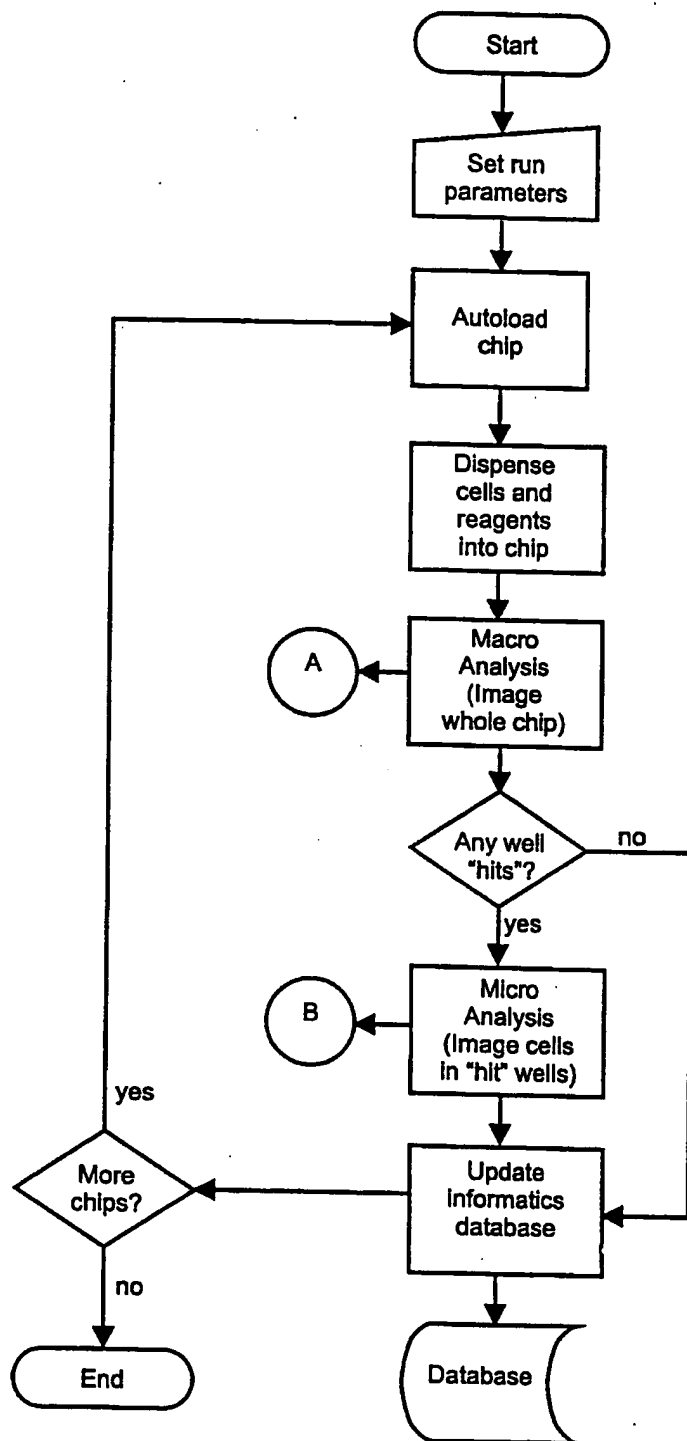 Start
Set run
parameters
Autoload
chip
Dispense
cells and
reagents
into chip
A
Macro
Analysis
(Image
whole chip)
Any well
"hits"?
no
yes
B
Micro
Analysis
(Image cells
in "hit" wells)
yes
More
chips?
Update
informatics
database
no
End
Database